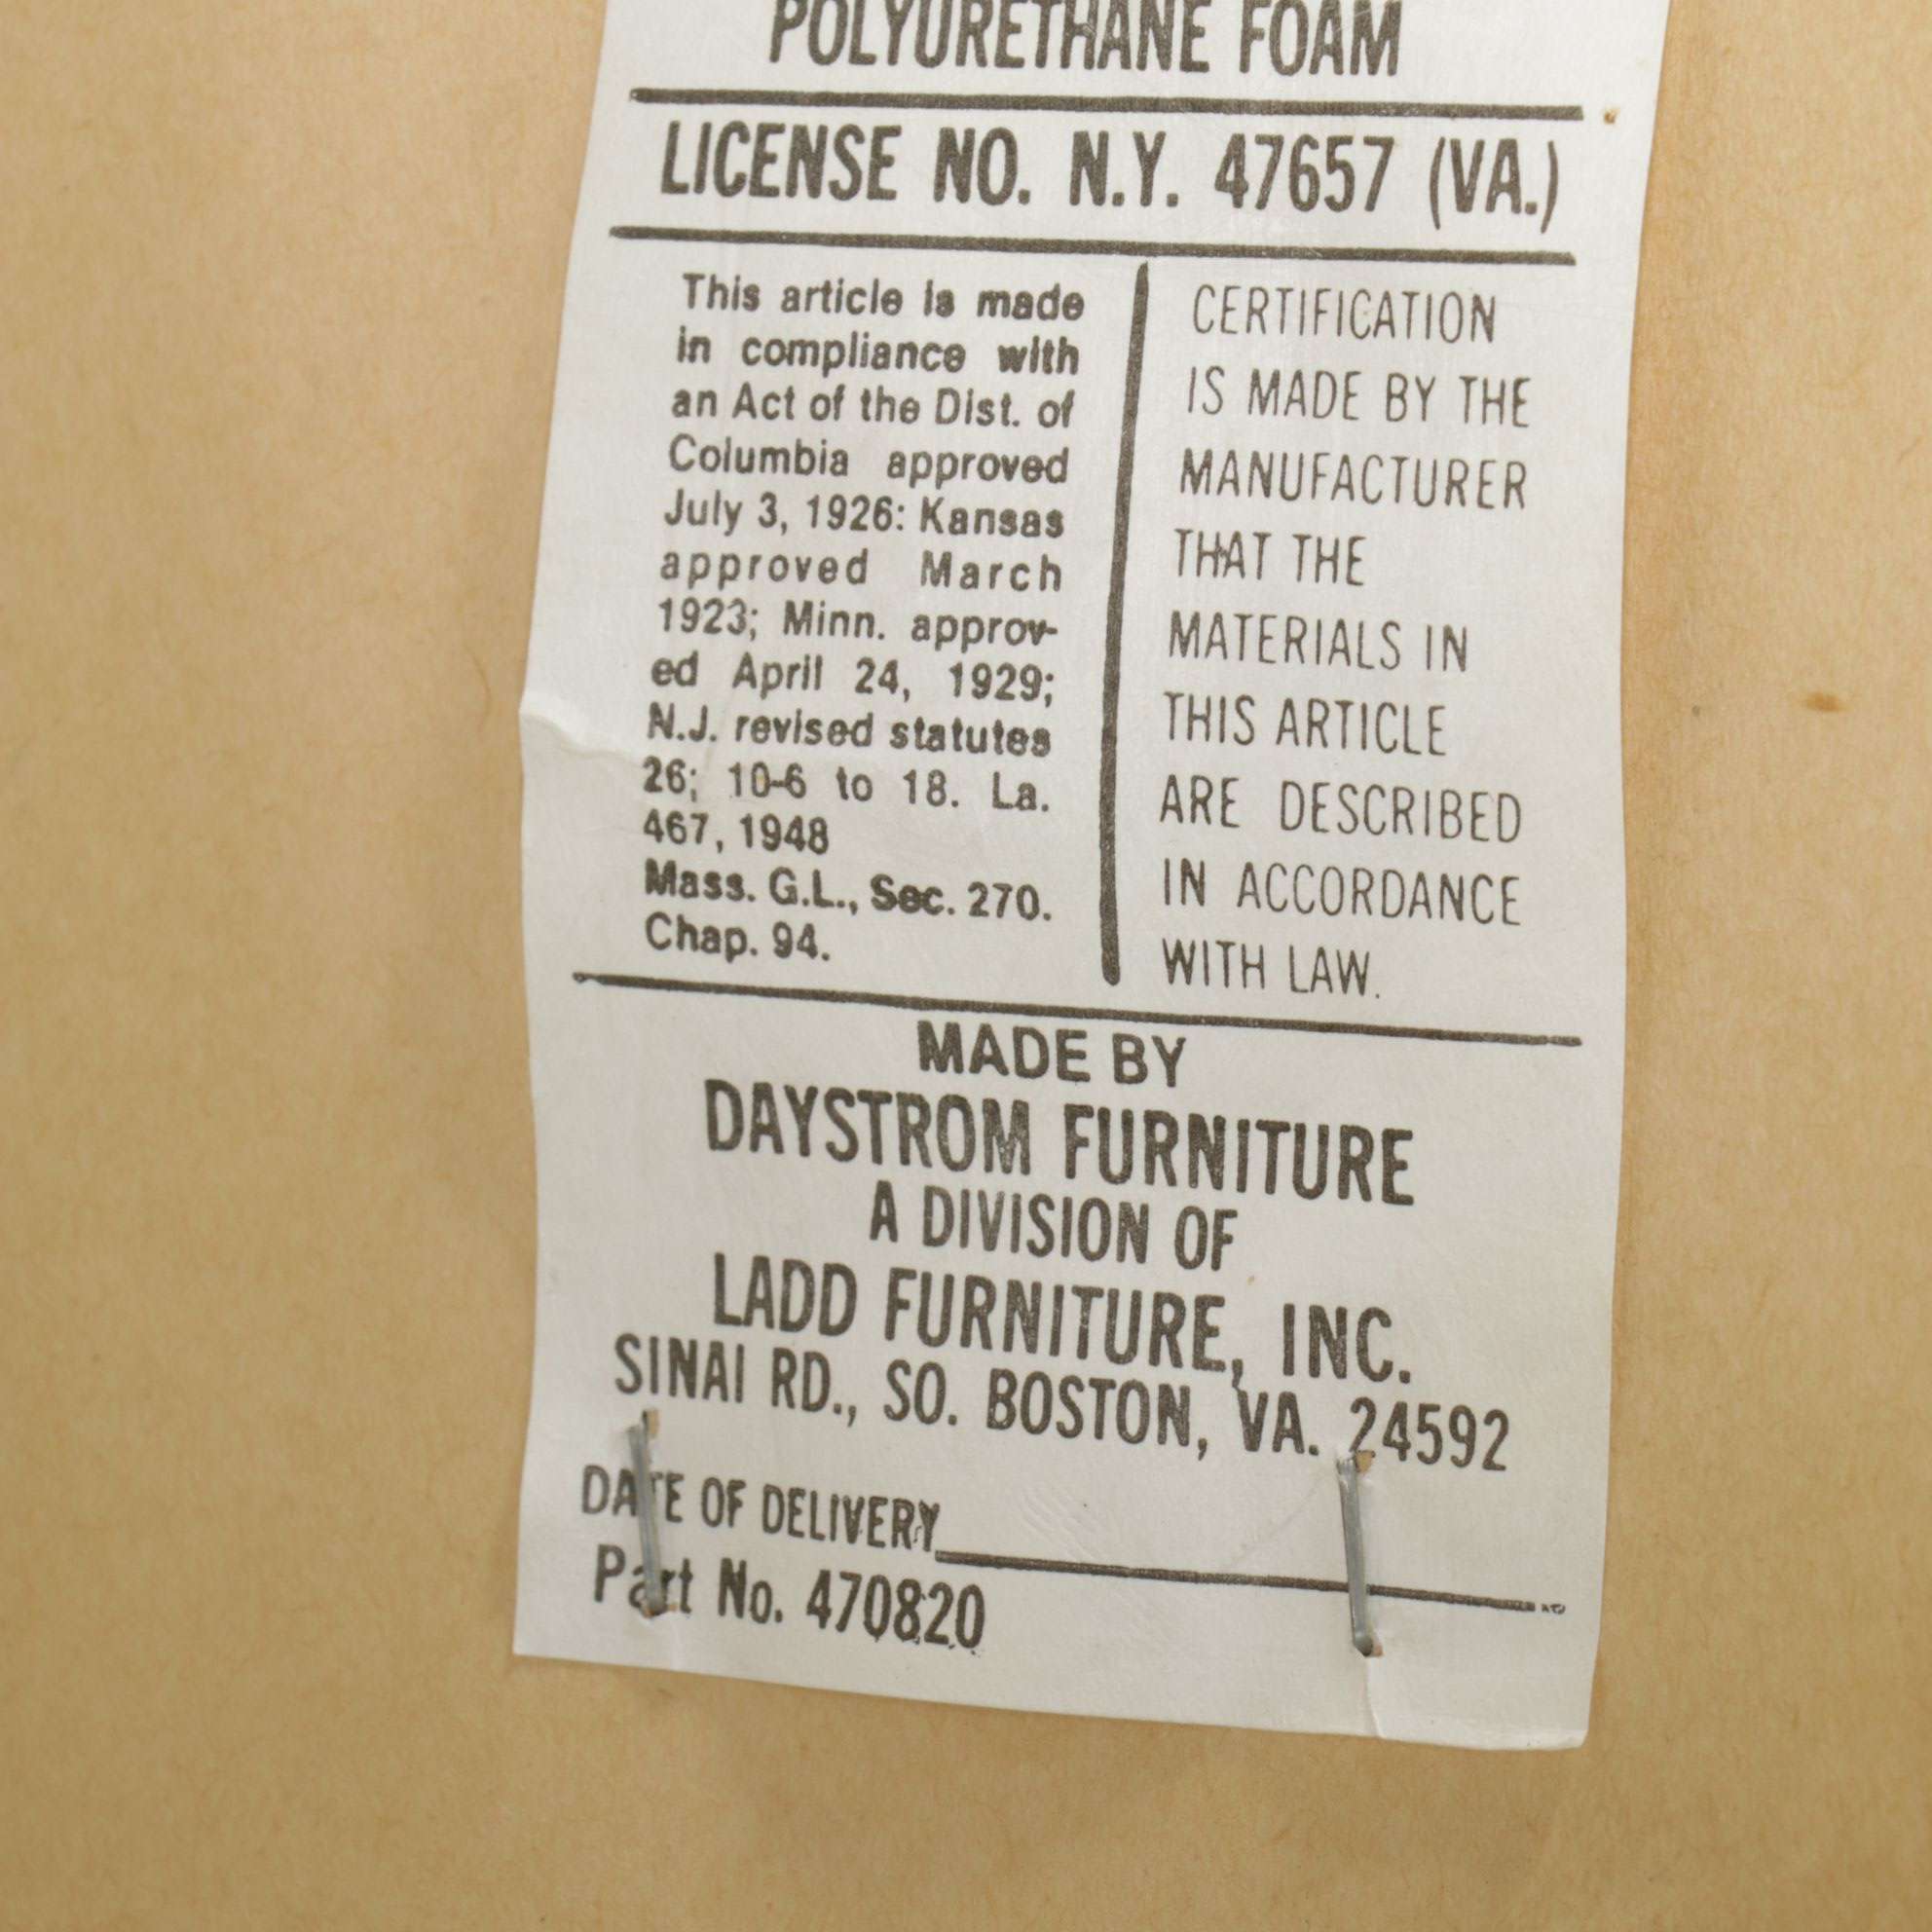 POLYURETHANE FOAM
LICENSE NO. N.Y. 47657 (VA.)
This article is made
in compliance with
an Act of the Dist. of
Columbia approved
July 3, 1926: Kansas
approved March
1923; Minn. approv-
ed April 24, 1929;
N.J. revised statutes
26; 10-6 to 18. La.
467, 1948
Mass. G.L., Sec. 270.
Chap. 94.
CERTIFICATION
IS MADE BY THE
MANUFACTURER
THAT THE
MATERIALS IN
THIS ARTICLE
ARE DESCRIBED
IN ACCORDANCE
WITH LAW.
MADE BY
DAYSTROM FURNITURE
A DIVISION OF
LADD FURNITURE, INC.
SINAI RD., SO. BOSTON, VA. 24592
DATE OF DELIVERY
Part No. 470820